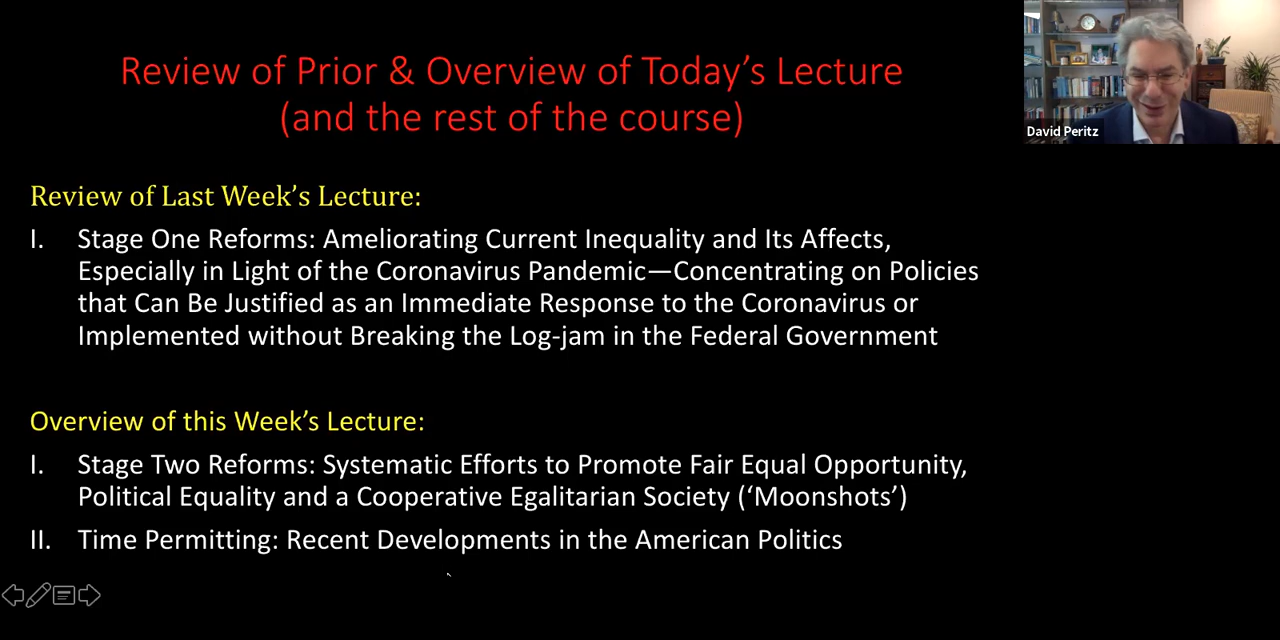 Review of Prior & Overview of Today's Lecture
(and the rest of the course)
David Peritz
Review of Last Week's Lecture:
I. Stage One Reforms: Ameliorating Current Inequality and Its Affects,
Especially in Light of the Coronavirus Pandemic—Concentrating on Policies
that Can Be Justified as an Immediate Response to the Coronavirus or
Implemented without Breaking the Log-jam in the Federal Government
Overview of this Week's Lecture:
I. Stage Two Reforms: Systematic Efforts to Promote Fair Equal Opportunity,
Political Equality and a Cooperative Egalitarian Society ('Moonshots')
II. Time Permitting: Recent Developments in the American Politics